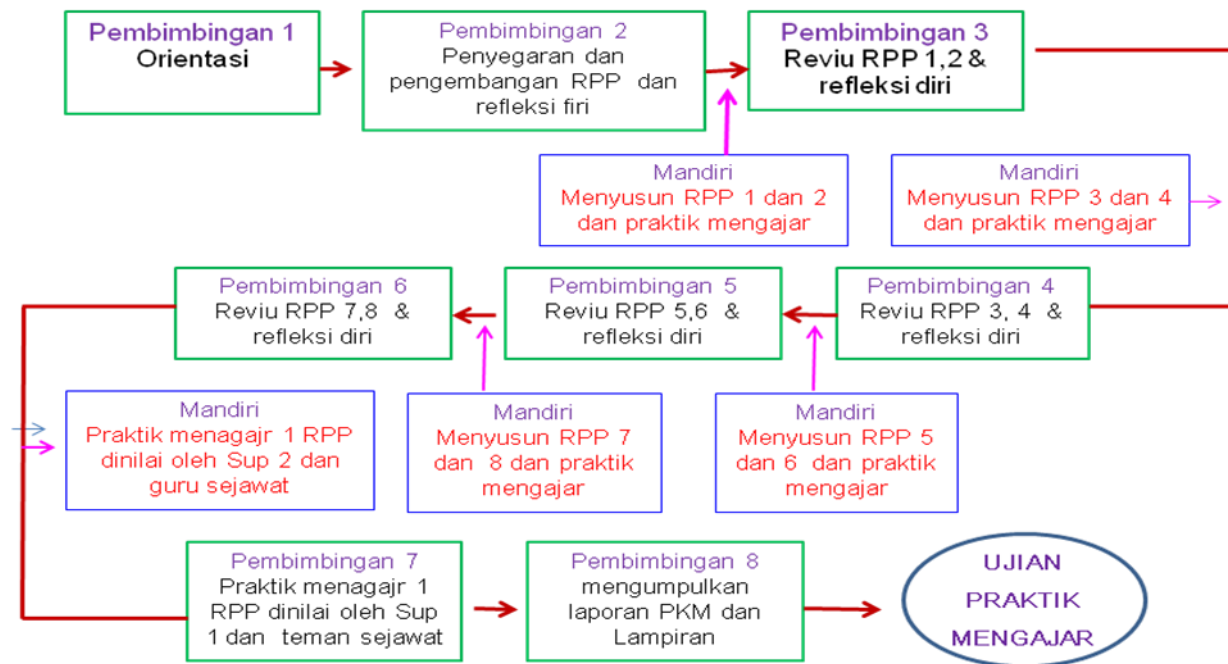 Pembimbingan 1
Orientasi
Pembimbingan 2
Penyegaran dan
pengembangan RPP dan
refleksi firi
Pembimbingan 3
Reviu RPP 1,2 &
refleksi diri
Mandiri
Menyusun RPP 1 dan 2
dan praktik mengajar
Mandiri
Menyusun RPP 3 dan 4
dan praktik mengajar
Pembimbingan 6
Reviu RPP 7,8 &
refleksi diri
Pembimbingan 5
Reviu RPP 5,6 &
refleksi diri
Pembimbingan 4
Reviu RPP 3, 4 &
refleksi diri
Mandiri
Praktik menagajr 1 RPP
dinilai oleh Sup 2 dan
guru sejawat
Mandiri
Menyusun RPP 7
dan 8 dan praktik
mengajar
Mandiri
Menyusun RPP 5
dan 6 dan praktik
mengajar
Pembimbingan 7
Praktik menagajr 1
RPP dinilai oleh Sup
1 dan teman sejawat
Pembimbingan 8
mengumpulkan
laporan PKM dan
Lampiran
UJIAN
PRAKTIK
MENGAJAR